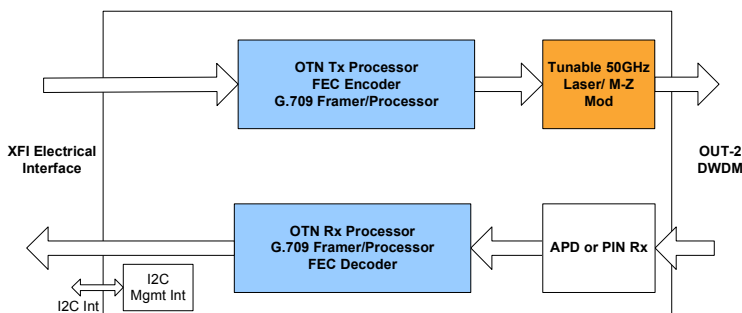 OTN Tx Processor
FEC Encoder
G.709 Framer/Processor
Tunable 50GHz
Laser/ M-Z
Mod
XFI Electrical
Interface
OUT-2
DWDM
OTN Rx Processor
G.709 Framer/Processor
FEC Decoder
APD or PIN Rx
I2C
Mgmt Int
I2C Int